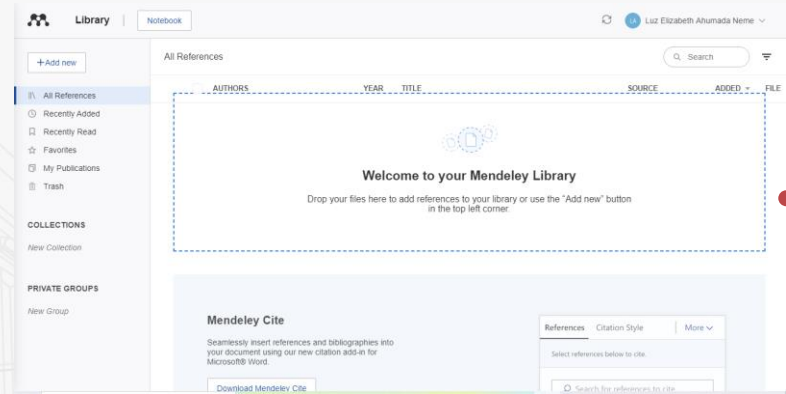 Library
Notebook
LA
Luz Elizabeth Ahumada Neme
+Add new
All References
Recently Added
Recently Read
Favorites
My Publications
Trash
COLLECTIONS
New Collection
PRIVATE GROUPS
New Group
All References
Search
AUTHORS YEAR TITLE SOURCE ADDED FILE
Welcome to your Mendeley Library
Drop your files here to add references to your library or use the "Add new" button
in the top left corner.
Mendeley Cite
Seamlessly insert references and bibliographies into
your document using our new citation add-in for
Microsoft® Word.
Download Mendeley Cite
References Citation Style More
Select references below to cite.
Search for references to cite